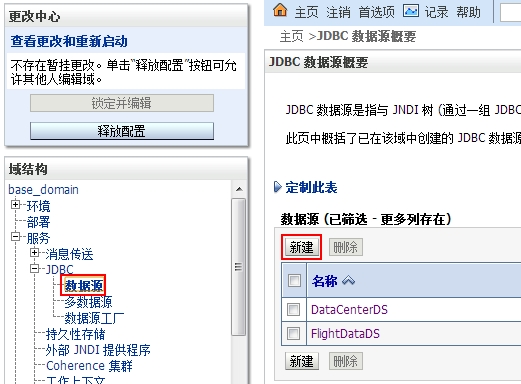 更改中心
查看更改和重新启动
不存在暂挂更改。单击“释放配置”按钮可允
许其他人编辑域。
锁定并编辑
释放配置
域结构
base_domain
环境
部署
服务
消息传送
JDBC
数据源
多数据源
数据源工厂
持久性存储
外部 JNDI 提供程序
Coherence 集群
工作上下文
主页 注销 首选项 记录 帮助
主页 >JDBC 数据源概要
JDBC 数据源概要
JDBC 数据源是指与 JNDI 树 (通过一组 JDBC
此页中概括了已在该域中创建的 JDBC 数据源
定制此表
数据源 (已筛选 - 更多列存在)
新建 删除
名称
DataCenterDS
FlightDataDS
新建 删除